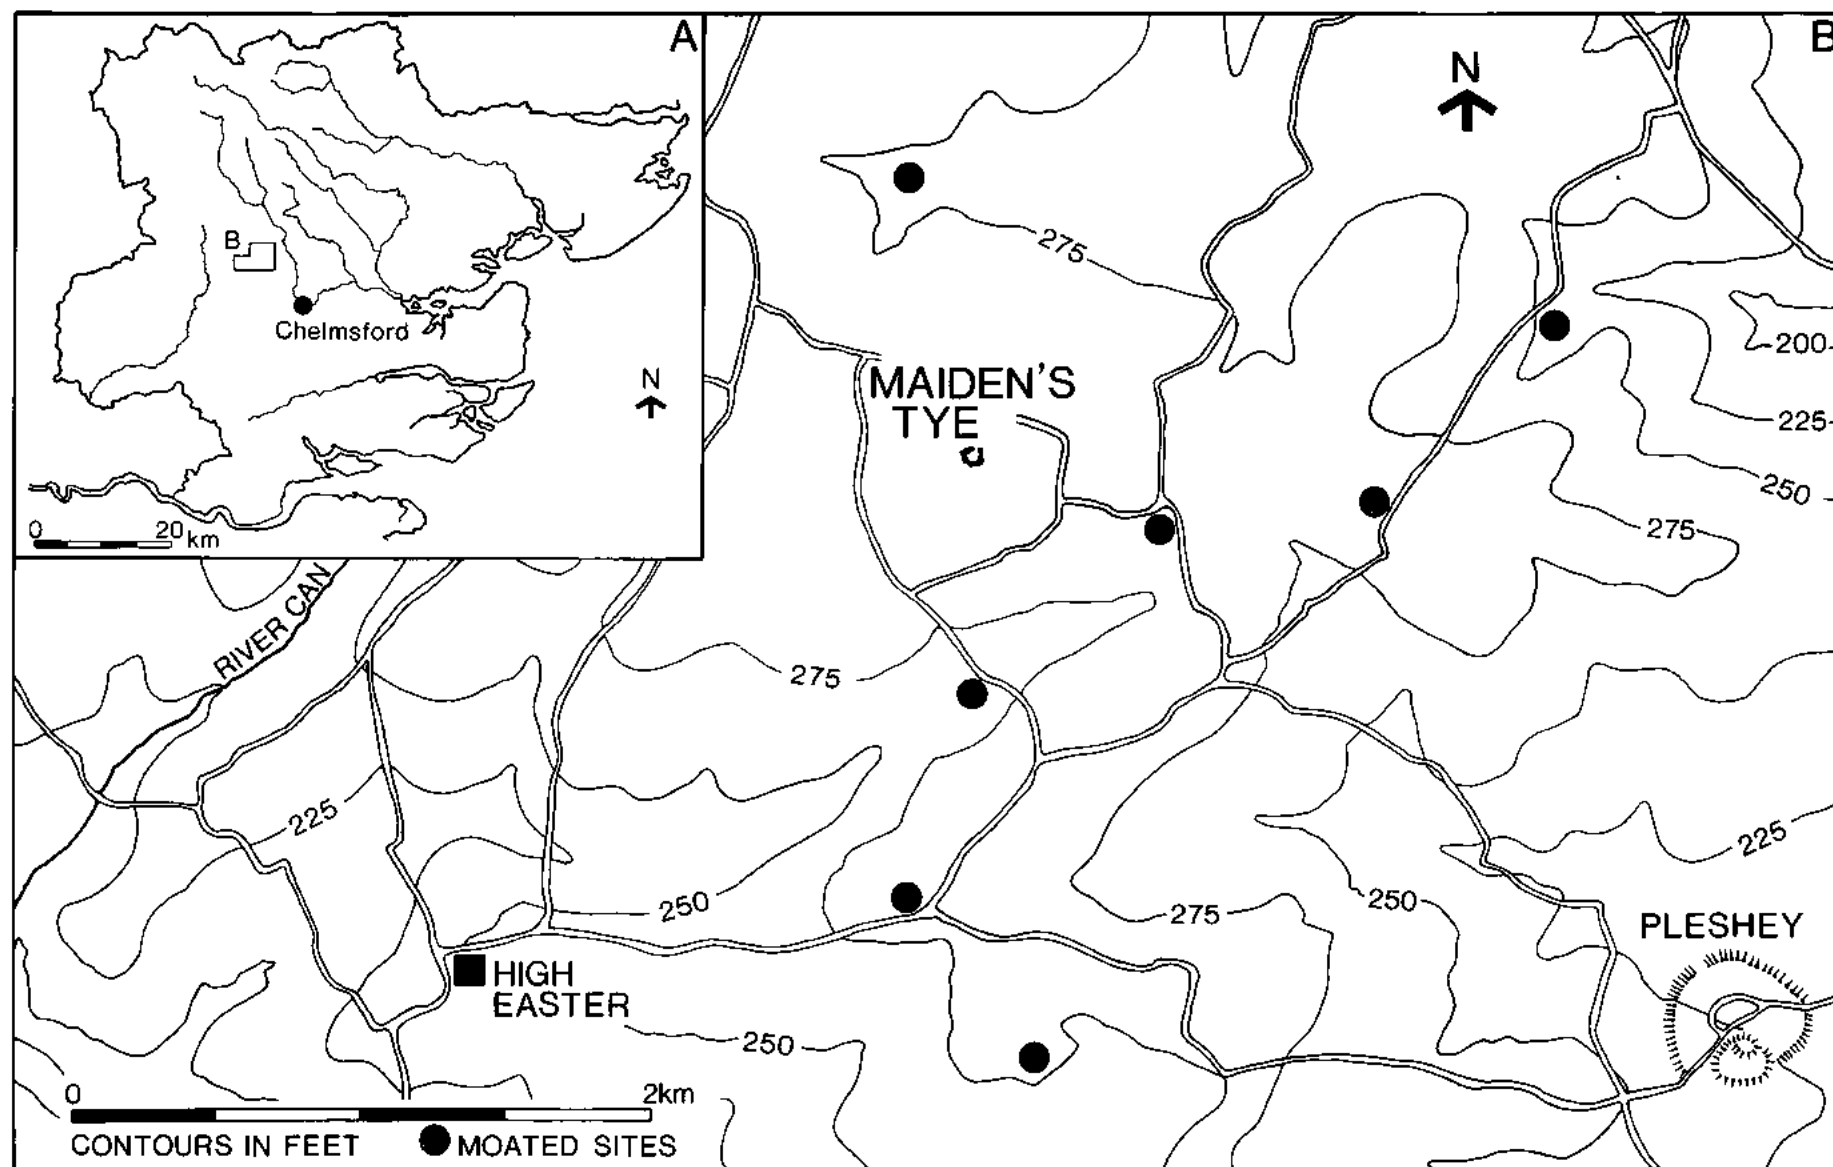 A
B
N
B
Chelmsford
N
0 20 km
275
MAIDEN'S
TYE
200
225
250
275
RIVER CAN
275
225
250
275
250
225
PLESHEY
HIGH
EASTER
250
0 2km
CONTOURS IN FEET
MOATED SITES